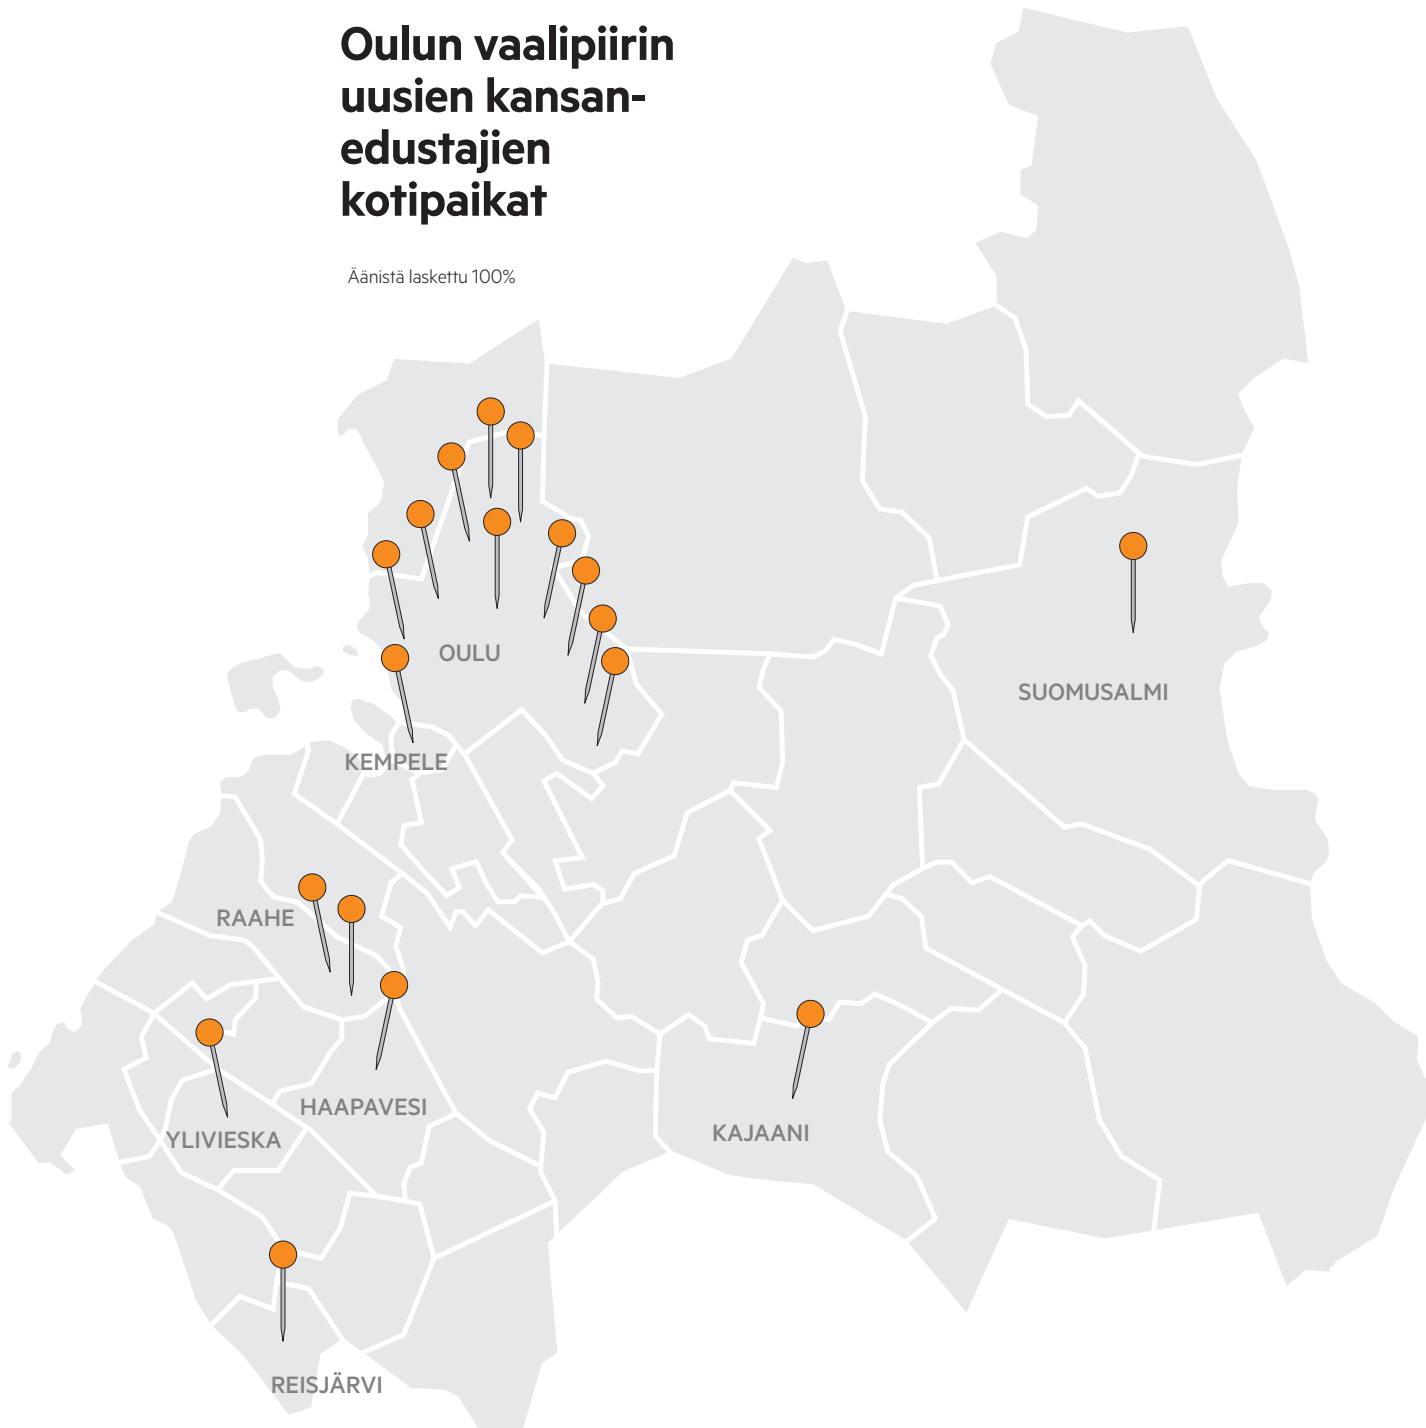 Oulun vaalipiirin
uusien kansan-
edustajien
kotipaikat
Äänistä laskettu 100%
OULU
SUOMUSALMI
KEMPELE
RAAHE
HAAPAVESI
YLIVIESKA
KAJAANI
REISJÄRVI